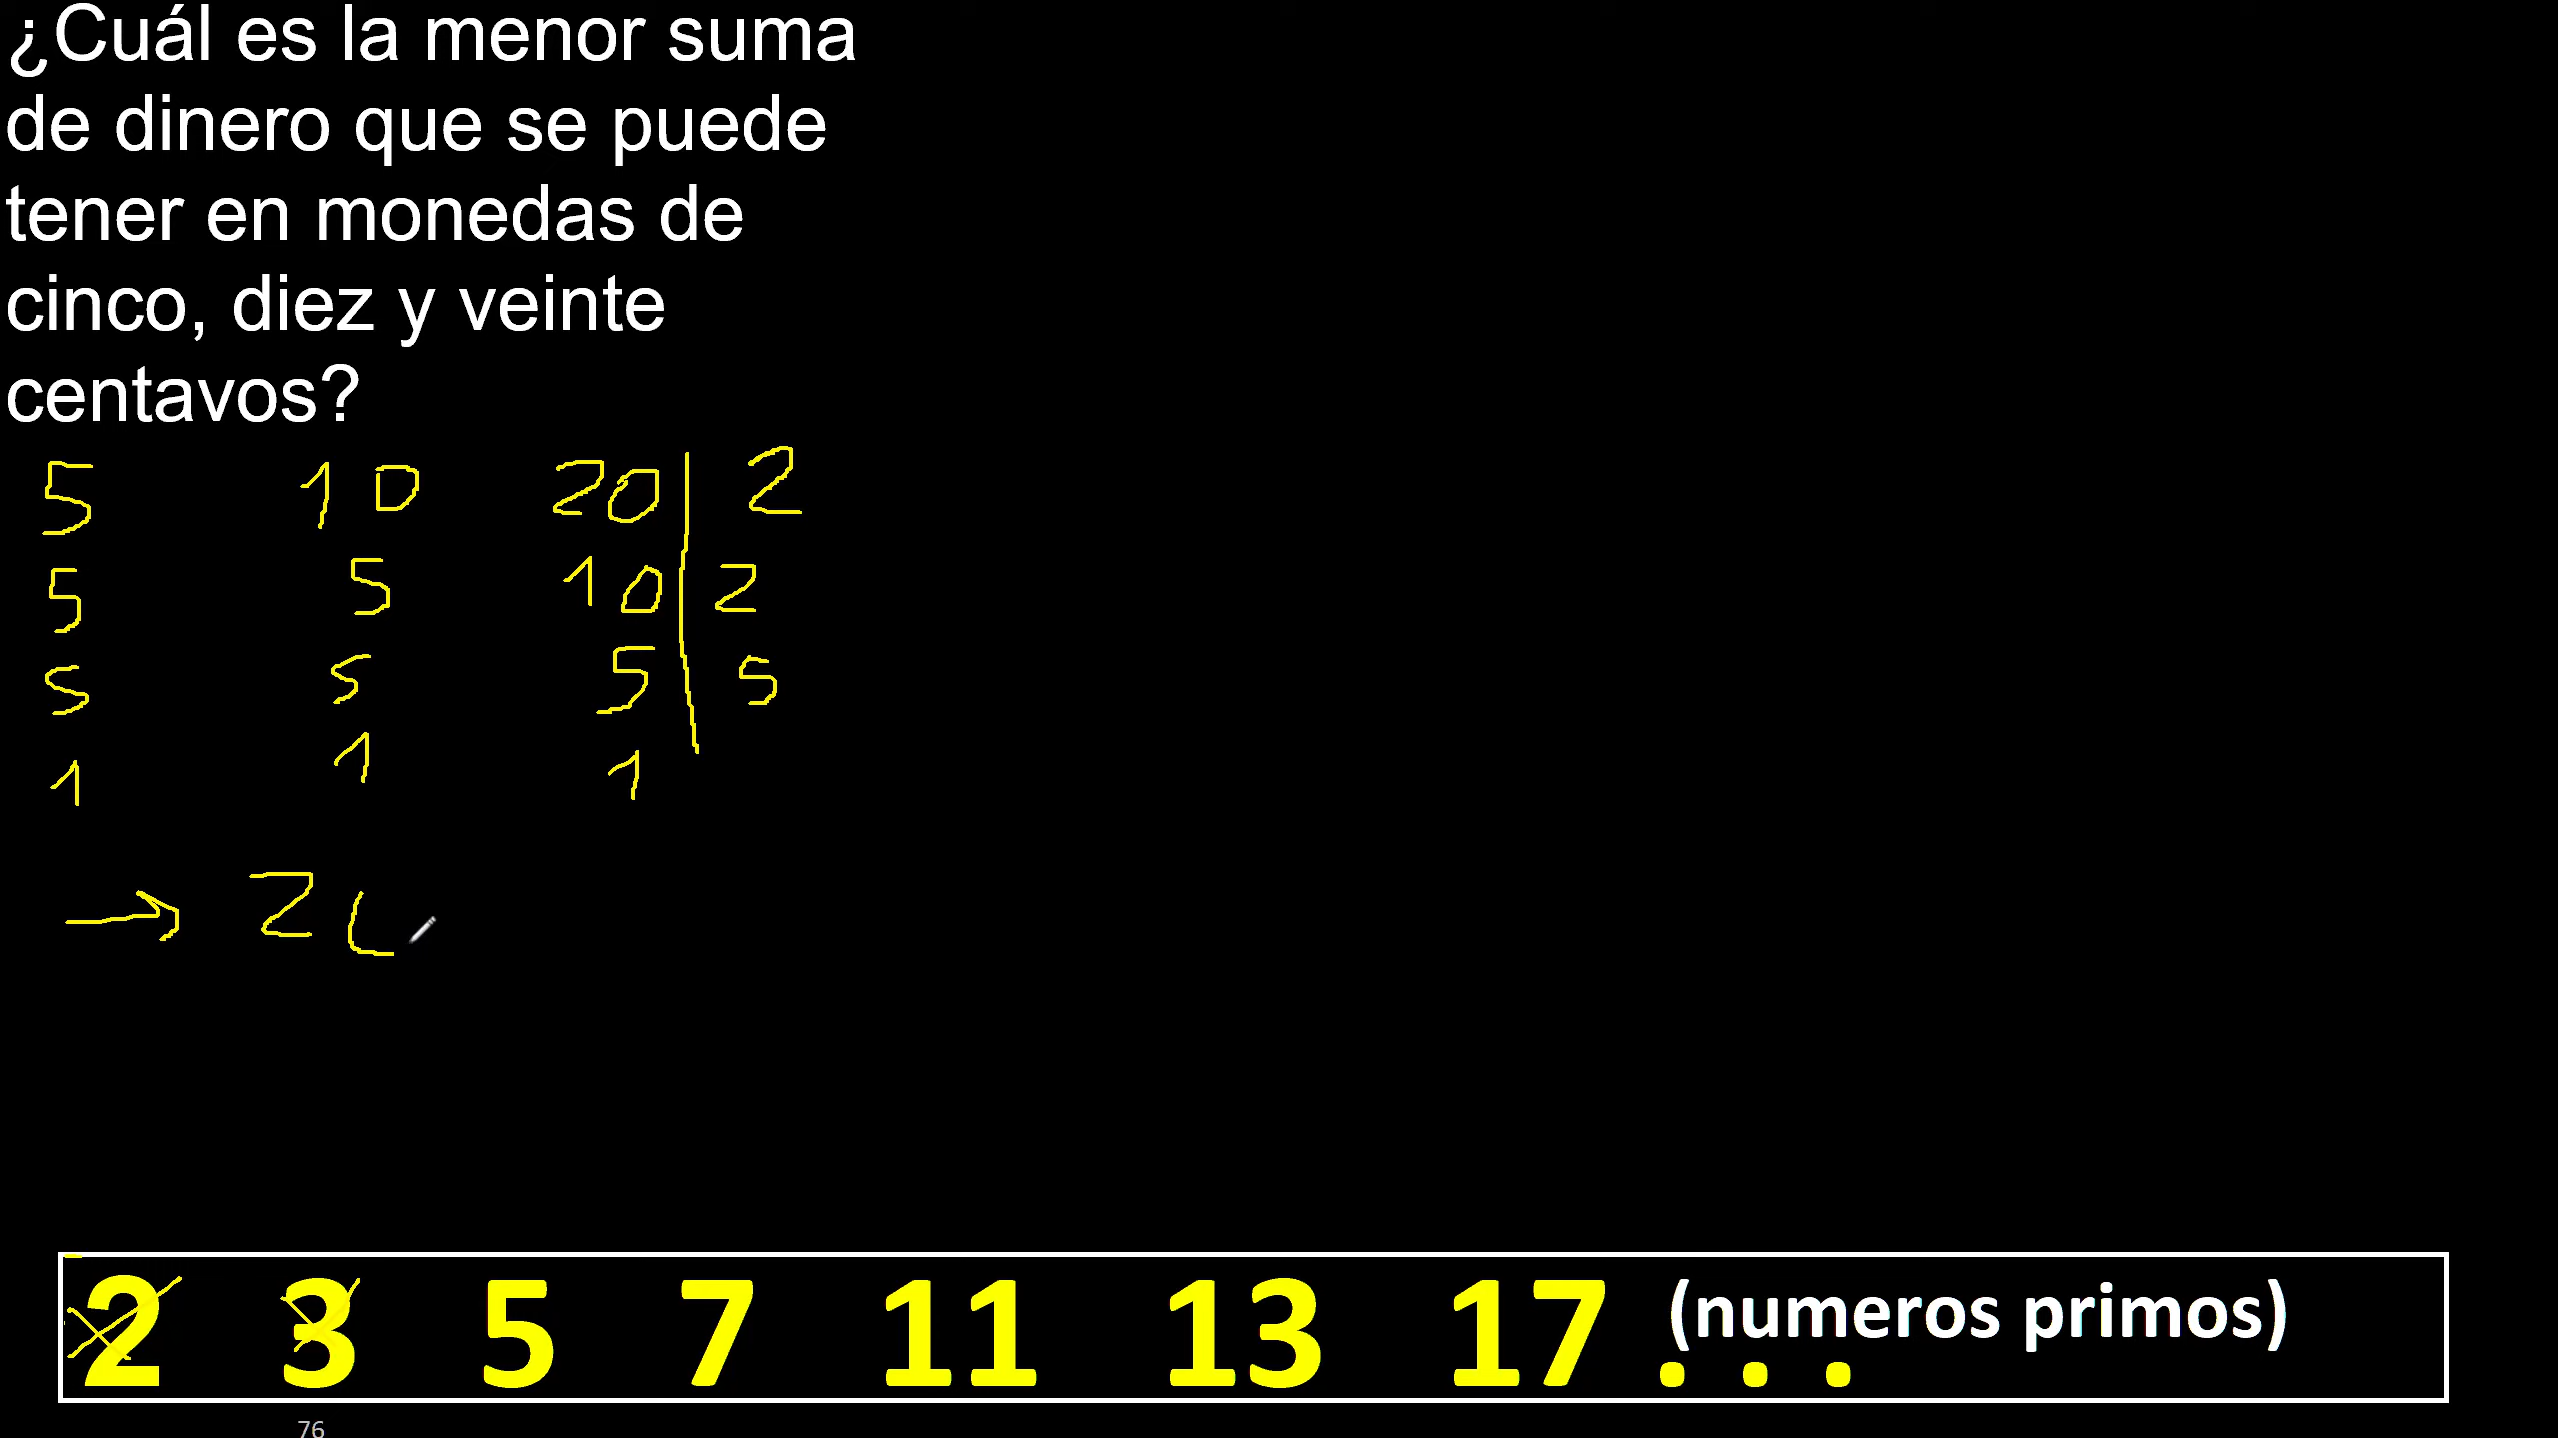 ¿Cuál es la menor suma
de dinero que se puede
tener en monedas de
cinco, diez y veinte
centavos?
5 10 20 | 2
5 5 10 | 2
5 5 5 | 5
1 1 1
→ 2
2 3 5 7 11 13 17 . . . (numeros primos)
76